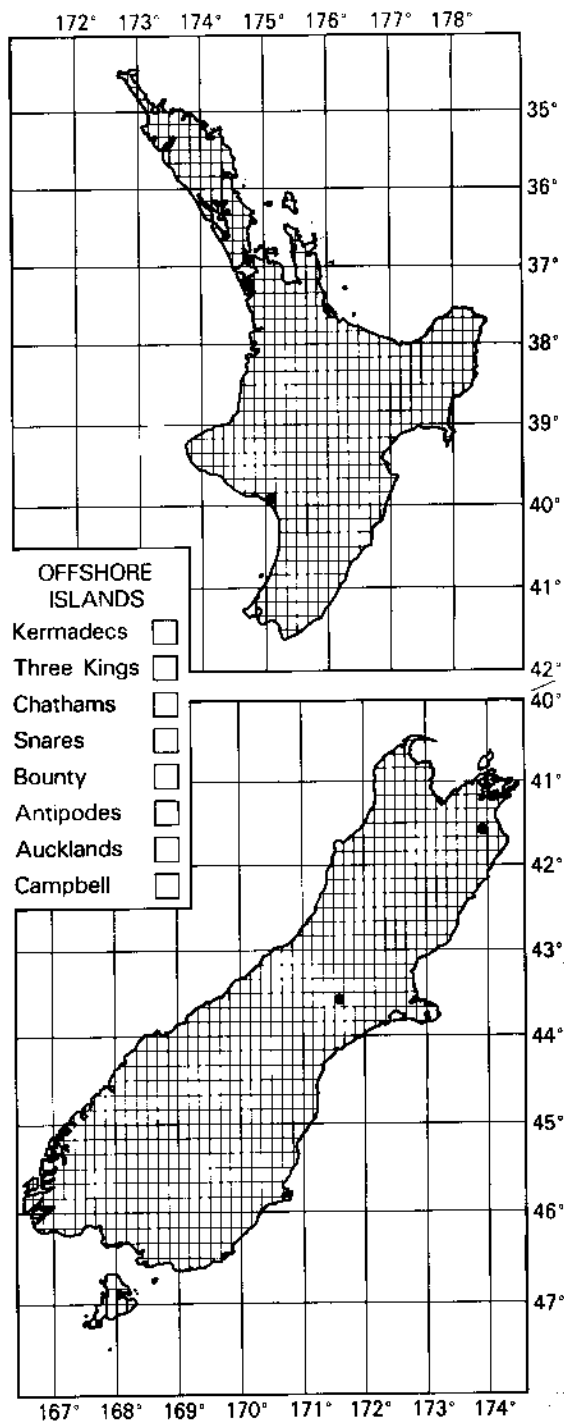 172° 173° 174° 175° 176° 177° 178°
35°
36°
37°
38°
39°
40°
41°
42°
OFFSHORE
ISLANDS
Kermadecs
Three Kings
Chathams
Snares
Bounty
Antipodes
Aucklands
Campbell
40°
41°
42°
43°
44°
45°
46°
47°
167° 168° 169° 170° 171° 172° 173° 174°